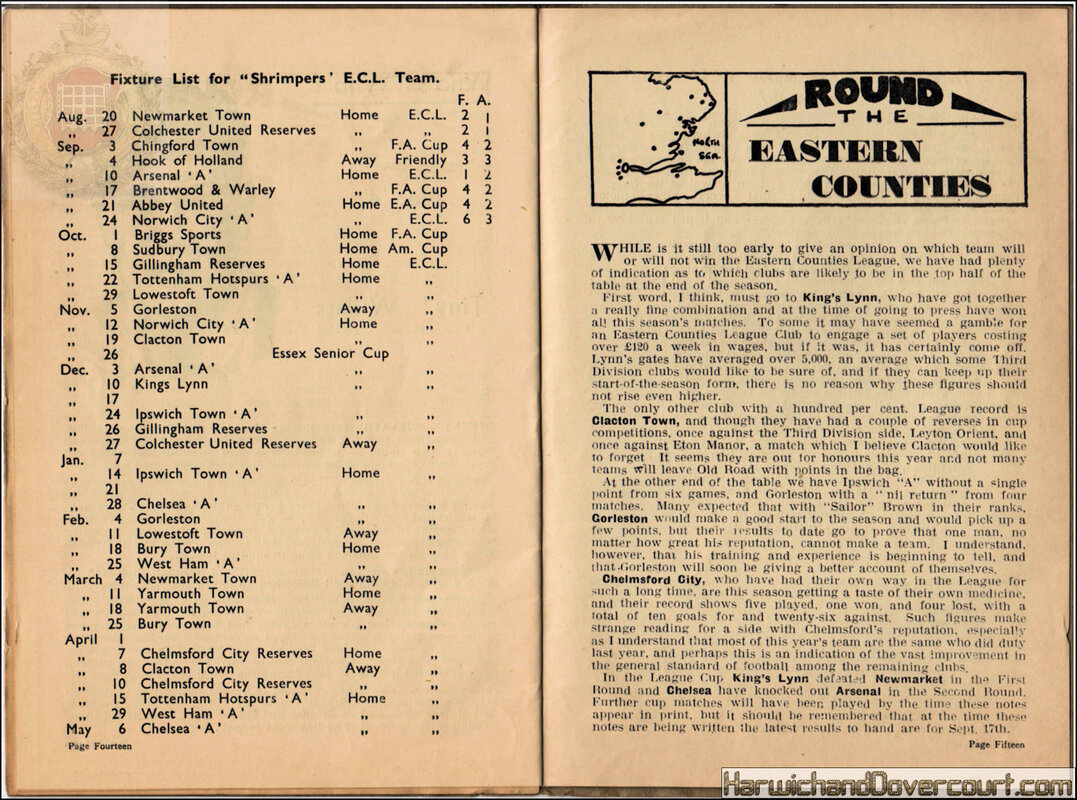 Fixture List for "Shrimpers' E.C.L. Team.
F. A.
Aug. 20 Newmarket Town Home E.C.L. 2 1
„ 27 Colchester United Reserves „ „ 2 1
Sep. 3 Chingford Town „ F.A. Cup 4 2
„ 4 Hook of Holland Away Friendly 3 3
„ 10 Arsenal ‘A’ Home E.C.L. 1 2
„ 17 Brentwood & Warley „ F.A. Cup 4 2
„ 21 Abbey United Home E.A. Cup 4 2
„ 24 Norwich City ‘A’ „ E.C.L. 6 3
Oct. 1 Briggs Sports Home F.A. Cup
„ 8 Sudbury Town Home Am. Cup
„ 15 Gillingham Reserves Home E.C.L.
„ 22 Tottenham Hotspurs ‘A’ Home „
„ 29 Lowestoft Town „ „
Nov. 5 Gorleston Away „
„ 12 Norwich City ‘A’ Home „
„ 19 Clacton Town „ „
„ 26 Essex Senior Cup
Dec. 3 Arsenal ‘A’ „ „
„ 10 Kings Lynn „ „
„ 17
„ 24 Ipswich Town ‘A’ „ „
„ 26 Gillingham Reserves „ „
„ 27 Colchester United Reserves Away „
Jan. 7
„ 14 Ipswich Town ‘A’ Home „
„ 21
„ 28 Chelsea ‘A’ „ „
Feb. 4 Gorleston „ „
„ 11 Lowestoft Town Away „
„ 18 Bury Town Home „
„ 25 West Ham ‘A’ „ „
March 4 Newmarket Town Away „
„ 11 Yarmouth Town Home „
„ 18 Yarmouth Town Away „
„ 25 Bury Town „ „
April 1
„ 7 Chelmsford City Reserves Home „
„ 8 Clacton Town Away „
„ 10 Chelmsford City Reserves „ „
„ 15 Tottenham Hotspurs ‘A’ Home „
„ 29 West Ham ‘A’ „ „
May 6 Chelsea ‘A’ „ „
Page Fourteen
NORTH
SEA.
ROUND
THE
EASTERN
COUNTIES
WHILE is it still too early to give an opinion on which team will
or will not win the Eastern Counties League, we have had plenty
of indication as to which clubs are likely to be in the top half of the
table at the end of the season.
First word, I think, must go to King's Lynn, who have got together
a really fine combination and at the time of going to press have won
all this season's matches. To some it may have seemed a gamble for
an Eastern Counties League Club to engage a set of players costing
over £120 a week in wages, but if it was, it has certainly come off.
Lynn's gates have averaged over 5,000, an average which some Third
Division clubs would like to be sure of, and if they can keep up their
start-of-the-season form, there is no reason why these figures should
not rise even higher.
The only other club with a hundred per cent. League record is
Clacton Town, and though they have had a couple of reverses in cup
competitions, once against the Third Division side, Leyton Orient, and
once against Eton Manor, a match which I believe Clacton would like
to forget. It seems they are out for honours this year and not many
teams will leave Old Road with points in the bag.
At the other end of the table we have Ipswich "A" without a single
point from six games, and Gorleston with a "nil return" from four
matches. Many expected that with "Sailor" Brown in their ranks,
Gorleston would make a good start to the season and would pick up a
few points, but their results to date go to prove that one man, no
matter how great his reputation, cannot make a team. I understand,
however, that his training and experience is beginning to tell, and
that Gorleston will soon be giving a better account of themselves.
Chelmsford City, who have had their own way in the League for
such a long time, are this season getting a taste of their own medicine,
and their record shows five played, one won, and four lost, with a
total of ten goals for and twenty-six against. Such figures make
strange reading for a side with Chelmsford's reputation, especially
as I understand that most of this year's team are the same who did duty
last year, and perhaps this is an indication of the vast improvement in
the general standard of football among the remaining clubs.
In the League Cup King's Lynn defeated Newmarket in the First
Round and Chelsea have knocked out Arsenal in the Second Round.
Further cup matches will have been played by the time these notes
appear in print, but it should be remembered that at the time these
notes are being written the latest results to hand are for Sept. 17th.
Page Fifteen
HarwichandDovercourt.com